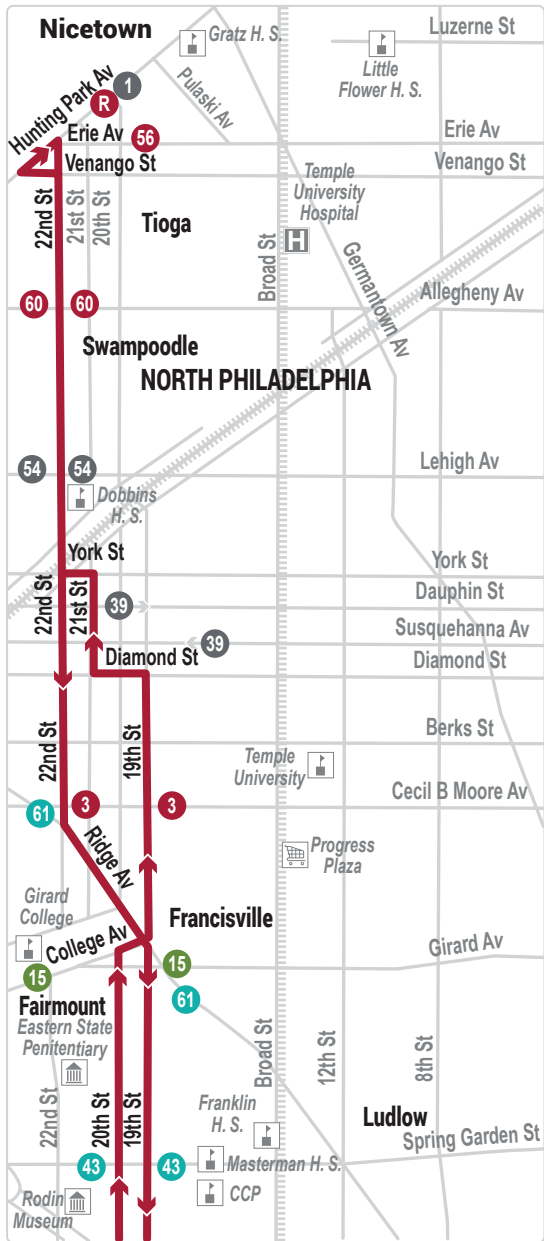 Nicetown
Gratz H. S.
Luzerne St
Little
Flower H. S.
Hunting Park Av
1
R
Pulaski Av
Erie Av
56
Erie Av
Venango St
Venango St
22nd St
21st St
20th St
Tioga
Temple
University
Hospital
H
Broad St
Germantown Av
Allegheny Av
60
60
Swampoodle
NORTH PHILADELPHIA
54
54
Lehigh Av
Dobbins
H. S.
York St
York St
22nd St
21st St
Dauphin St
39
39
Susquehanna Av
Diamond St
Diamond St
22nd St
19th St
Berks St
Temple
University
Cecil B Moore Av
61
3
3
Ridge Av
Progress
Plaza
Girard
College
Francisville
College Av
Girard Av
15
15
61
Fairmount
Eastern State
Penitentiary
Broad St
12th St
8th St
22nd St
20th St
19th St
Franklin
H. S.
Ludlow
Spring Garden St
43
43
Masterman H. S.
CCP
Rodin
Museum